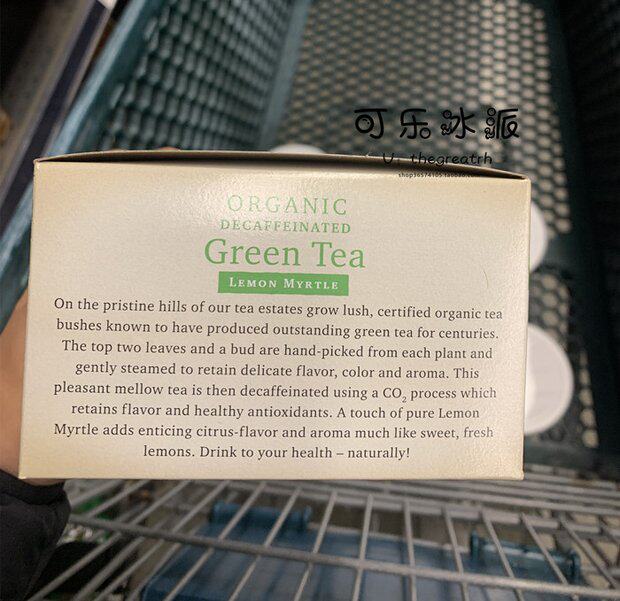 可乐冰派
U：thegreatrh
shop36574105.taobao.com
ORGANIC
DECAFFEINATED
Green Tea
LEMON MYRTLE
On the pristine hills of our tea estates grow lush, certified organic tea
bushes known to have produced outstanding green tea for centuries.
The top two leaves and a bud are hand-picked from each plant and
gently steamed to retain delicate flavor, color and aroma. This
pleasant mellow tea is then decaffeinated using a CO₂ process which
retains flavor and healthy antioxidants. A touch of pure Lemon
Myrtle adds enticing citrus-flavor and aroma much like sweet, fresh
lemons. Drink to your health – naturally!